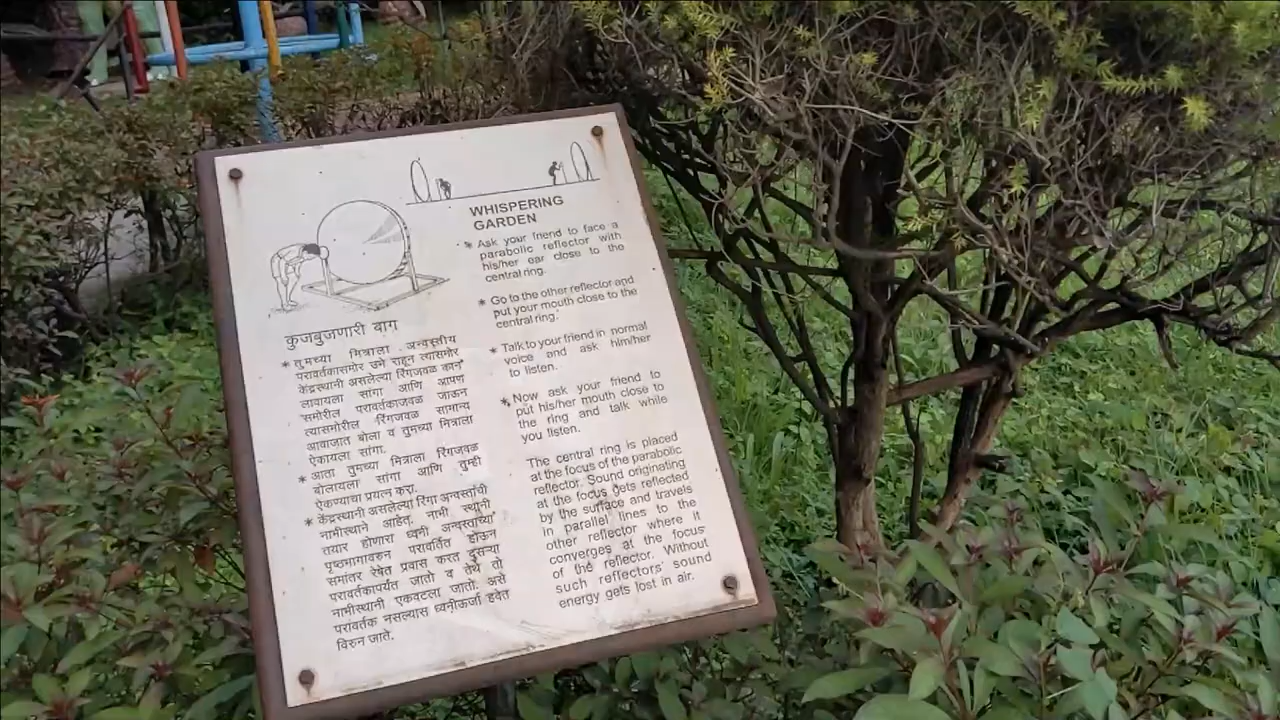 WHISPERING
GARDEN
* Ask your friend to face a
parabolic reflector with
his/her ear close to the
central ring.
* Go to the other reflector and
put your mouth close to the
central ring.
* Talk to your friend in normal
voice and ask him/her
to listen.
* Now ask your friend to
put his/her mouth close to
the ring and talk while
you listen.
The central ring is placed
at the focus of the parabolic
reflector. Sound originating
at the focus gets reflected
by the surface and travels
in parallel lines to the
other reflector where it
converges at the focus
of the reflector. Without
such reflectors sound
energy gets lost in air.
कुजबुजणारी बाग
* तुमच्या मित्राला अन्वस्तीय
परावर्तकासमोर उभे राहून त्यासमोर
केंद्रस्थानी असलेल्या रिंगजवळ कान
लावायला सांगा आणि आपण
समोरील परावर्तकाजवळ जाऊन
त्यासमोरील रिंगजवळ सामान्य
आवाजात बोला व तुमच्या मित्राला
ऐकायला सांगा.
* आता तुमच्या मित्राला रिंगजवळ
बोलायला सांगा आणि तुम्ही
ऐकण्याचा प्रयत्न करा.
* केंद्रस्थानी असलेल्या रिंगा अन्वस्ताची
नाभीस्थाने आहेत. नाभी स्थानी
तयार होणारा ध्वनी अन्वस्ताच्या
पृष्ठभागावरुन परावर्तित होऊन
समांतर रेषेत प्रवास करत दुसऱ्या
परावर्तकापर्यंत जातो व तेथे तो
नाभीस्थानी एकवटला जातो. असे
परावर्तक नसल्यास ध्वनीऊर्जा हवेत
विरुन जाते.